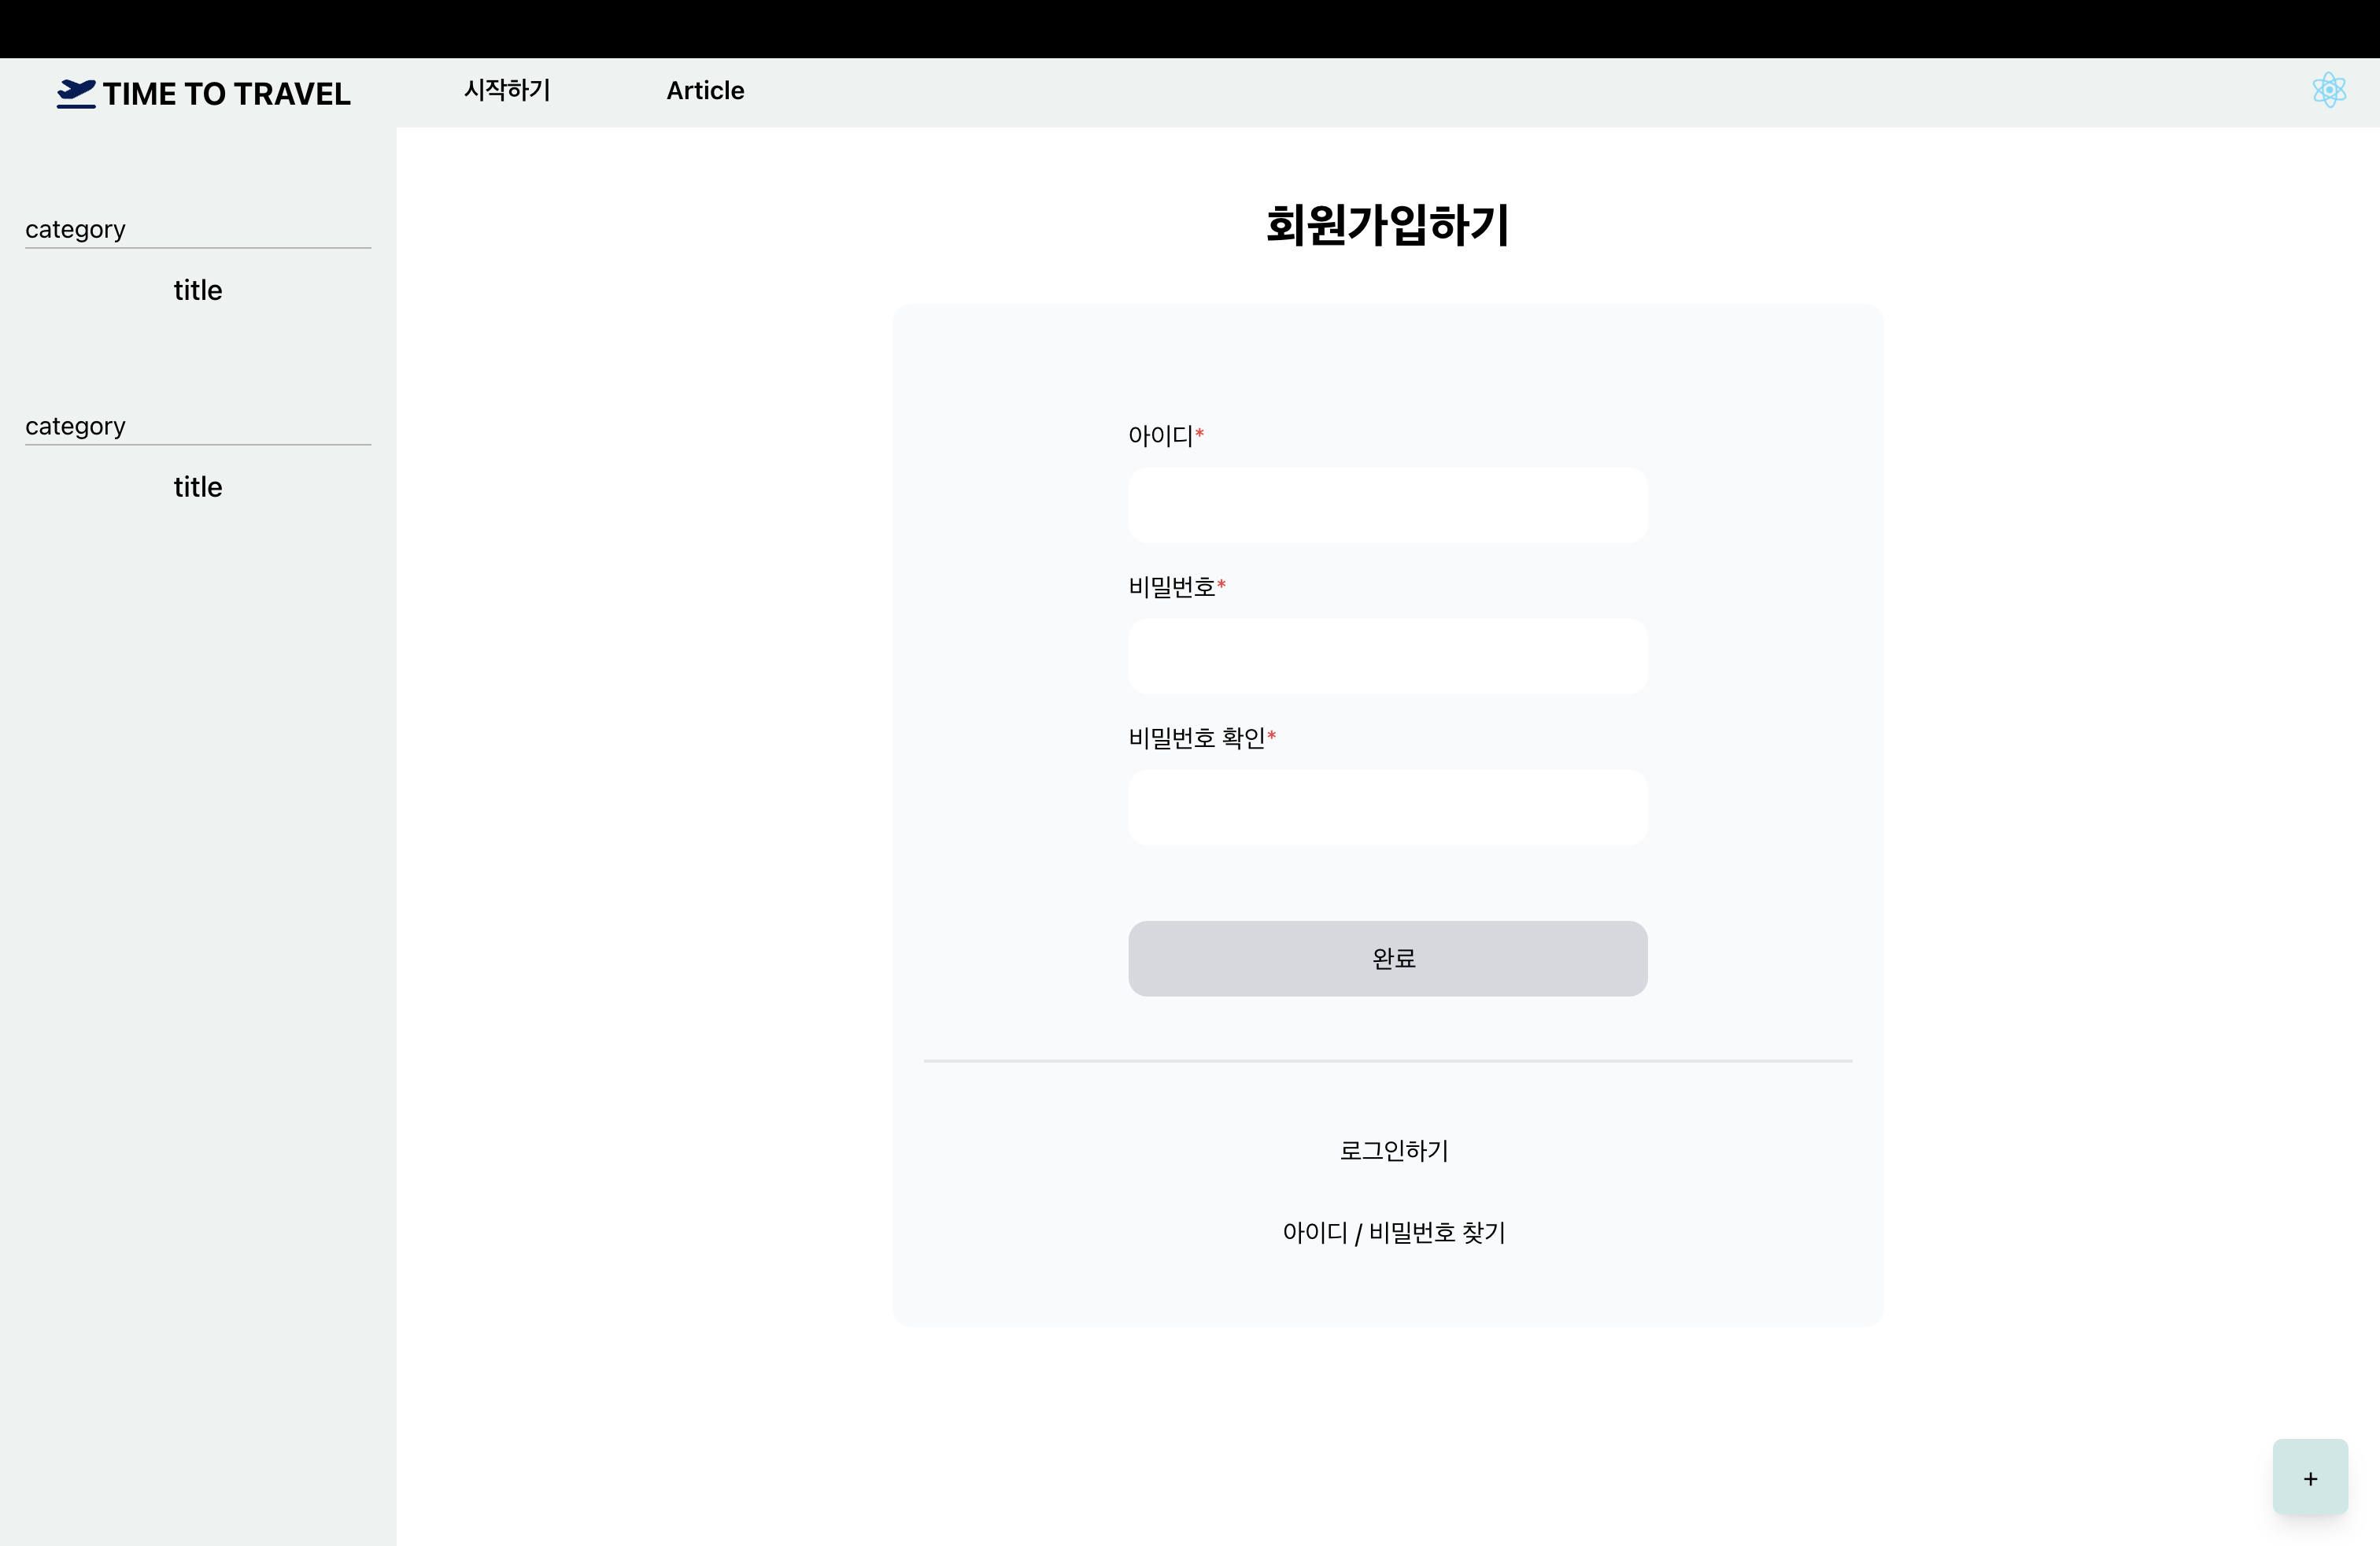 TIME TO TRAVEL
시작하기
Article
category
title
category
title
회원가입하기
아이디*
비밀번호*
비밀번호 확인*
완료
로그인하기
아이디 / 비밀번호 찾기
+